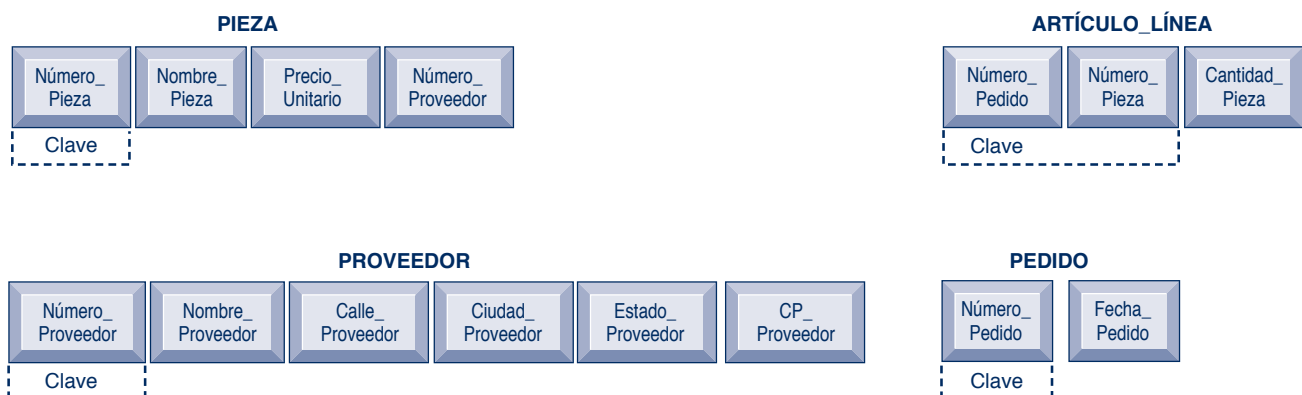 PIEZA
Número_
Pieza
Nombre_
Pieza
Precio_
Unitario
Número_
Proveedor
Clave
ARTÍCULO_LÍNEA
Número_
Pedido
Número_
Pieza
Cantidad_
Pieza
Clave
PROVEEDOR
Número_
Proveedor
Nombre_
Proveedor
Calle_
Proveedor
Ciudad_
Proveedor
Estado_
Proveedor
CP_
Proveedor
Clave
PEDIDO
Número_
Pedido
Fecha_
Pedido
Clave